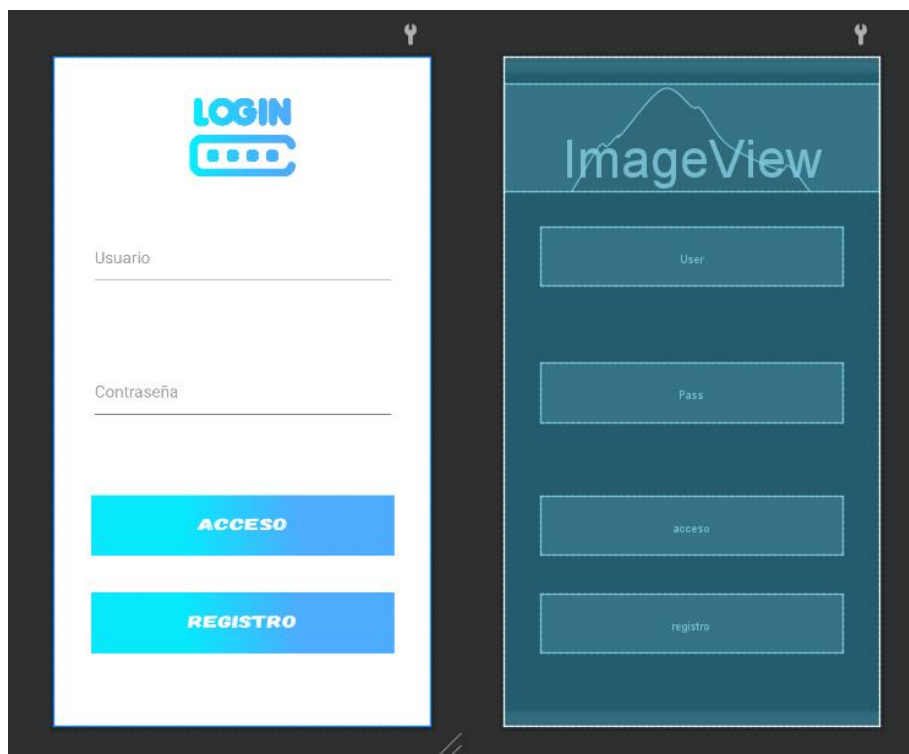 LOGIN
Usuario
Contraseña
ACCESO
REGISTRO
ImageView
User
Pass
acceso
registro